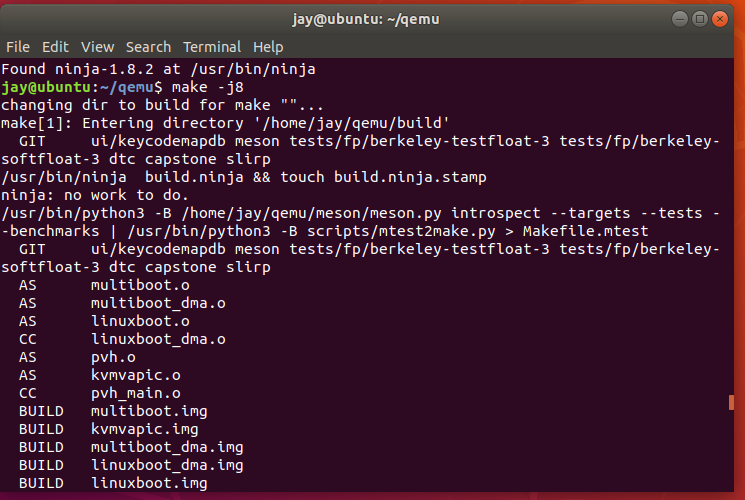 jay@ubuntu: ~/qemu
File Edit View Search Terminal Help
Found ninja-1.8.2 at /usr/bin/ninja
jay@ubuntu:~/qemu$ make -j8
changing dir to build for make ""...
make[1]: Entering directory '/home/jay/qemu/build'
  GIT     ui/keycodemapdb meson tests/fp/berkeley-testfloat-3 tests/fp/berkeley-
softfloat-3 dtc capstone slirp
/usr/bin/ninja  build.ninja && touch build.ninja.stamp
ninja: no work to do.
/usr/bin/python3 -B /home/jay/qemu/meson/meson.py introspect --targets --tests -
-benchmarks | /usr/bin/python3 -B scripts/mtest2make.py > Makefile.mtest
  GIT     ui/keycodemapdb meson tests/fp/berkeley-testfloat-3 tests/fp/berkeley-
softfloat-3 dtc capstone slirp
  AS      multiboot.o
  AS      multiboot_dma.o
  AS      linuxboot.o
  CC      linuxboot_dma.o
  AS      pvh.o
  AS      kvmvapic.o
  CC      pvh_main.o
  BUILD   multiboot.img
  BUILD   kvmvapic.img
  BUILD   multiboot_dma.img
  BUILD   linuxboot_dma.img
  BUILD   linuxboot.img